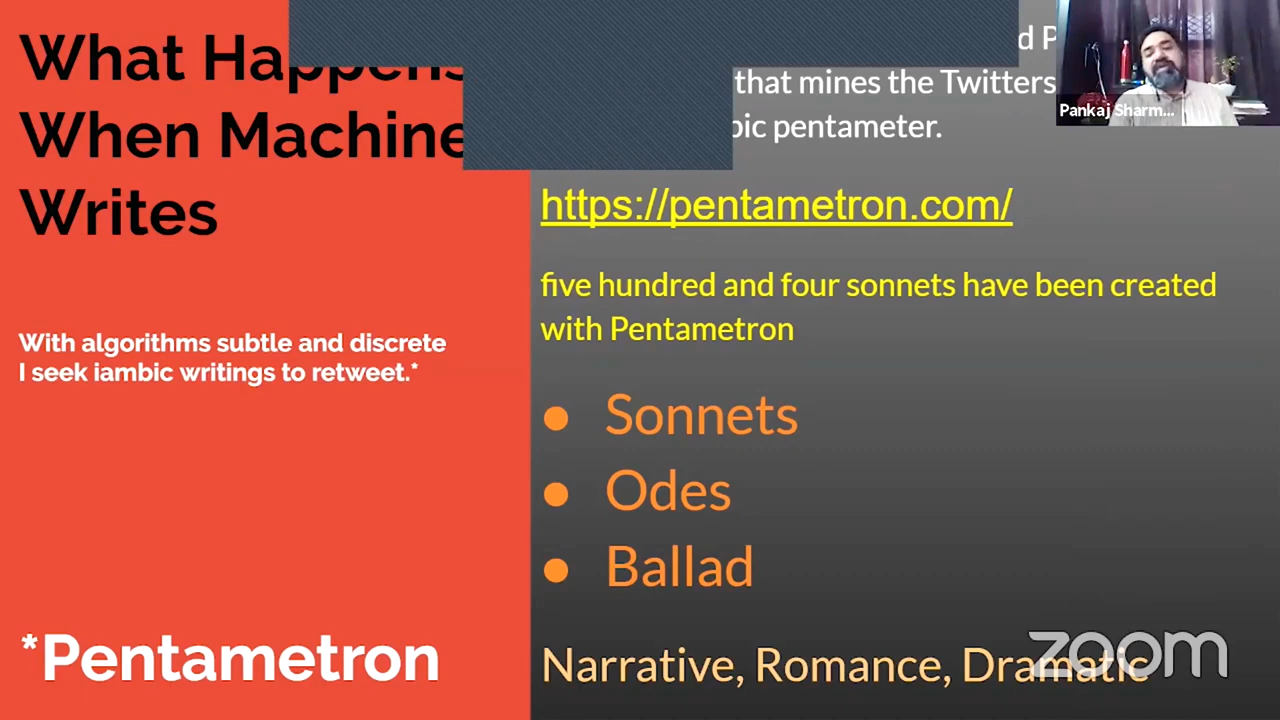 What Happens
When Machine
Writes
With algorithms subtle and discrete
I seek iambic writings to retweet.*
*Pentametron
that mines the Twitters
pentameter.
https://pentametron.com/
five hundred and four sonnets have been created
with Pentametron
● Sonnets
● Odes
● Ballad
Narrative, Romance, Dramatic
Pankaj Sharm...
zoom